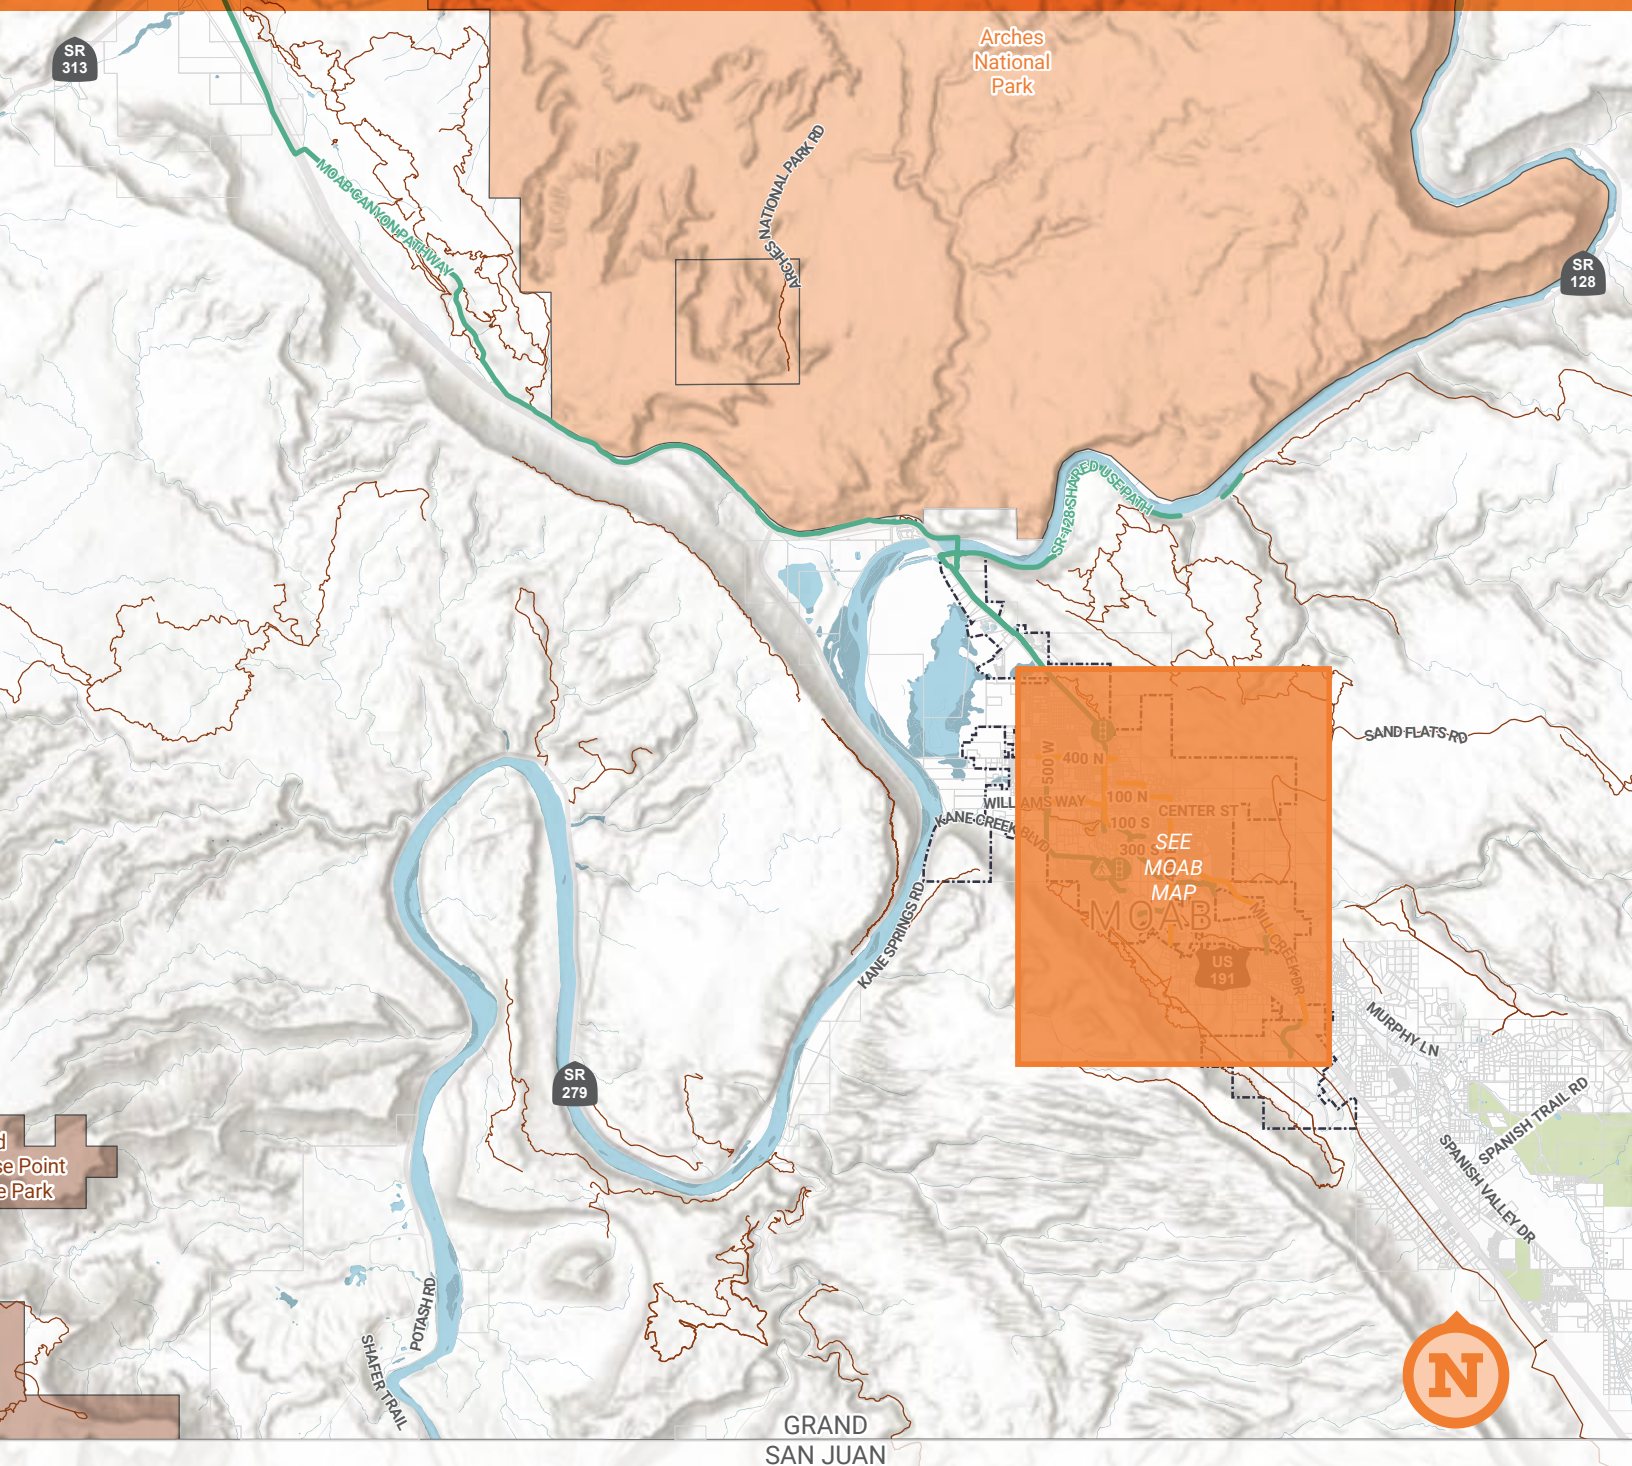 Arches
National
Park
SR
313
ARCHES NATIONAL PARK RD
MOAB CANYON PATHWAY
SR
128
SR-128 SHARED USE PATH
SAND FLATS RD
500 W
400 N
WILLIAMS WAY
100 N
CENTER ST
KANE CREEK BLVD
100 S
300 S
SEE
MOAB
MAP
MOAB
MILL CREEK DR
US
191
KANE SPRINGS RD
MURPHY LN
SR
279
SPANISH TRAIL RD
SPANISH VALLEY DR
d
se Point
e Park
POTASH RD
SHAFER TRAIL
N
GRAND
SAN JUAN